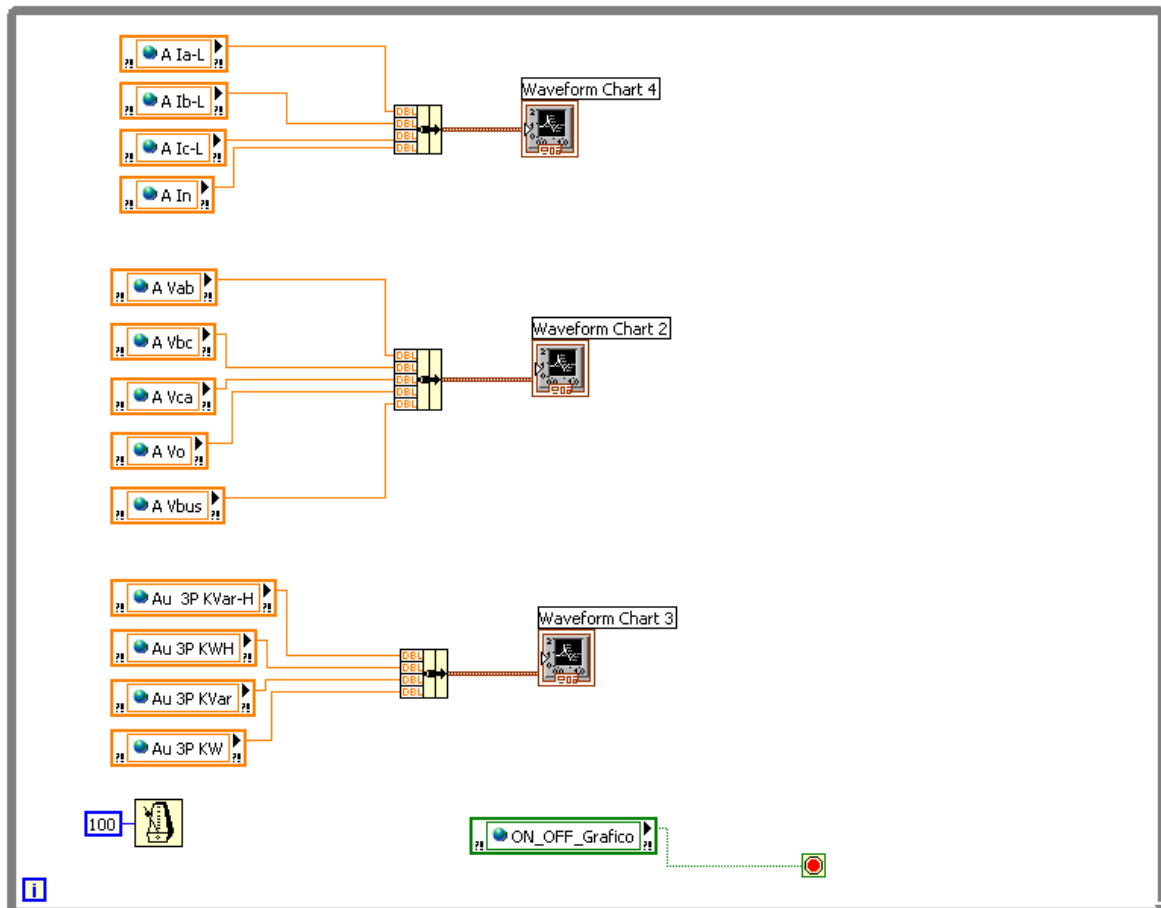 A Ia-L
A Ib-L
A Ic-L
A In
DBL
DBL
DBL
DBL
Waveform Chart 4
A Vab
A Vbc
A Vca
A Vo
A Vbus
DBL
DBL
DBL
DBL
DBL
Waveform Chart 2
Au 3P KVar-H
Au 3P KWH
Au 3P KVar
Au 3P KW
DBL
DBL
DBL
DBL
Waveform Chart 3
100
ON_OFF_Grafico
i